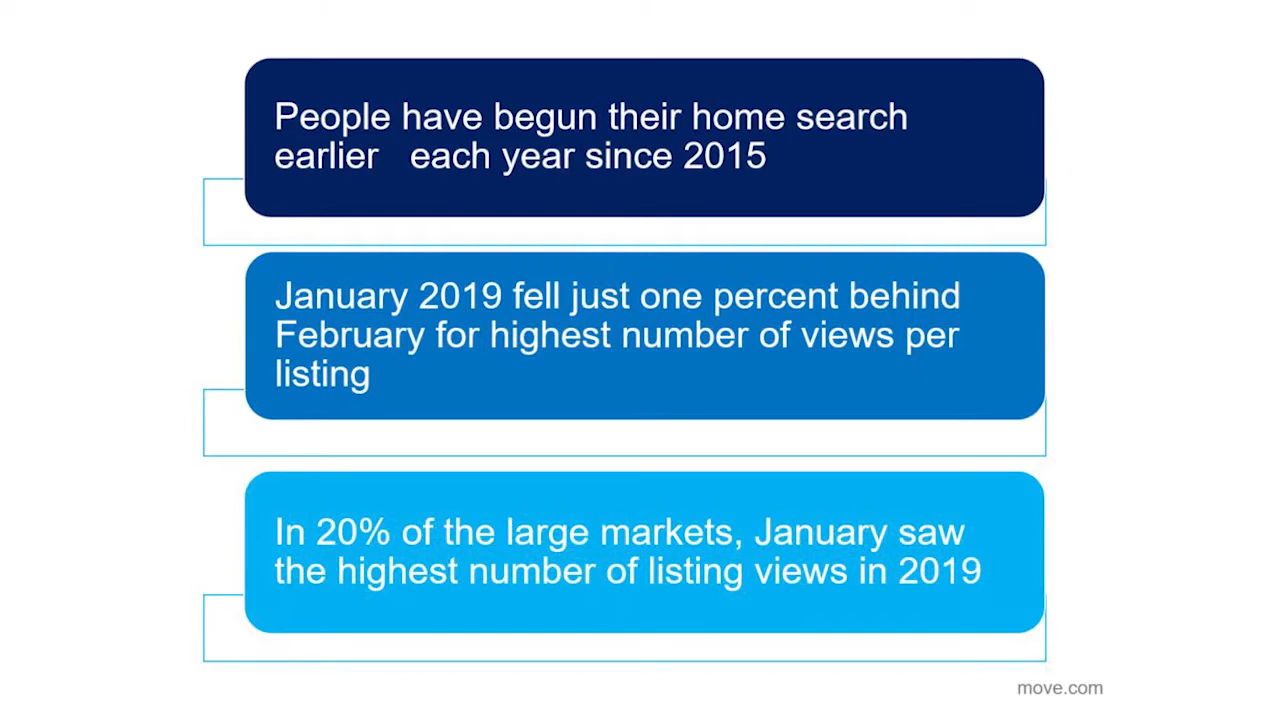 People have begun their home search
earlier   each year since 2015
January 2019 fell just one percent behind
February for highest number of views per
listing
In 20% of the large markets, January saw
the highest number of listing views in 2019
move.com